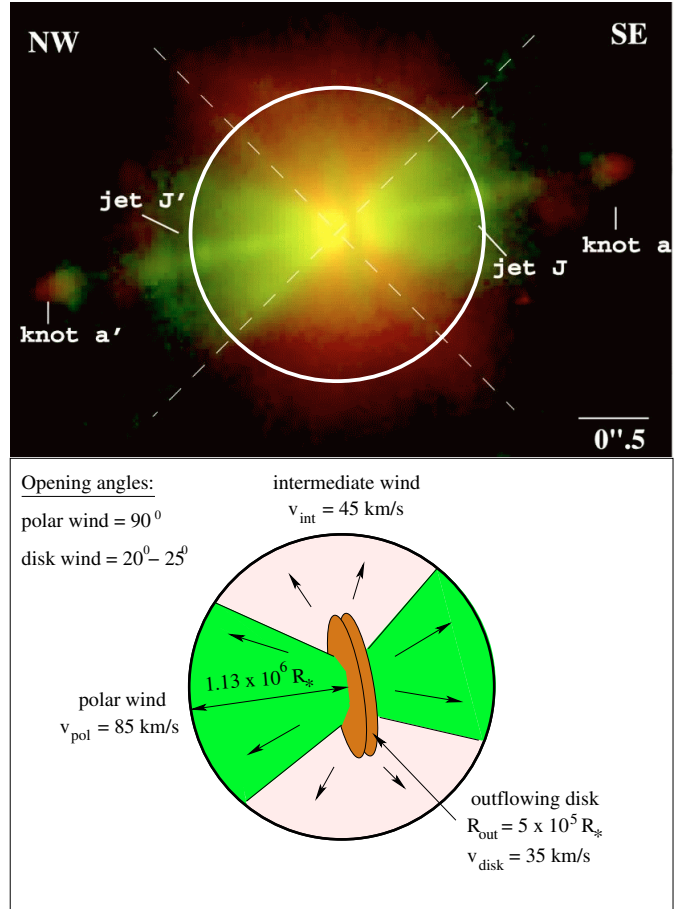 NW
SE
jet J'
knot a
jet J
knot a'
0".5
Opening angles:
polar wind = 90⁰
disk wind = 20⁰– 25⁰
intermediate wind
v_int = 45 km/s
1.13 x 10⁶ R_*
polar wind
v_pol = 85 km/s
outflowing disk
R_out = 5 x 10⁵ R_*
v_disk = 35 km/s